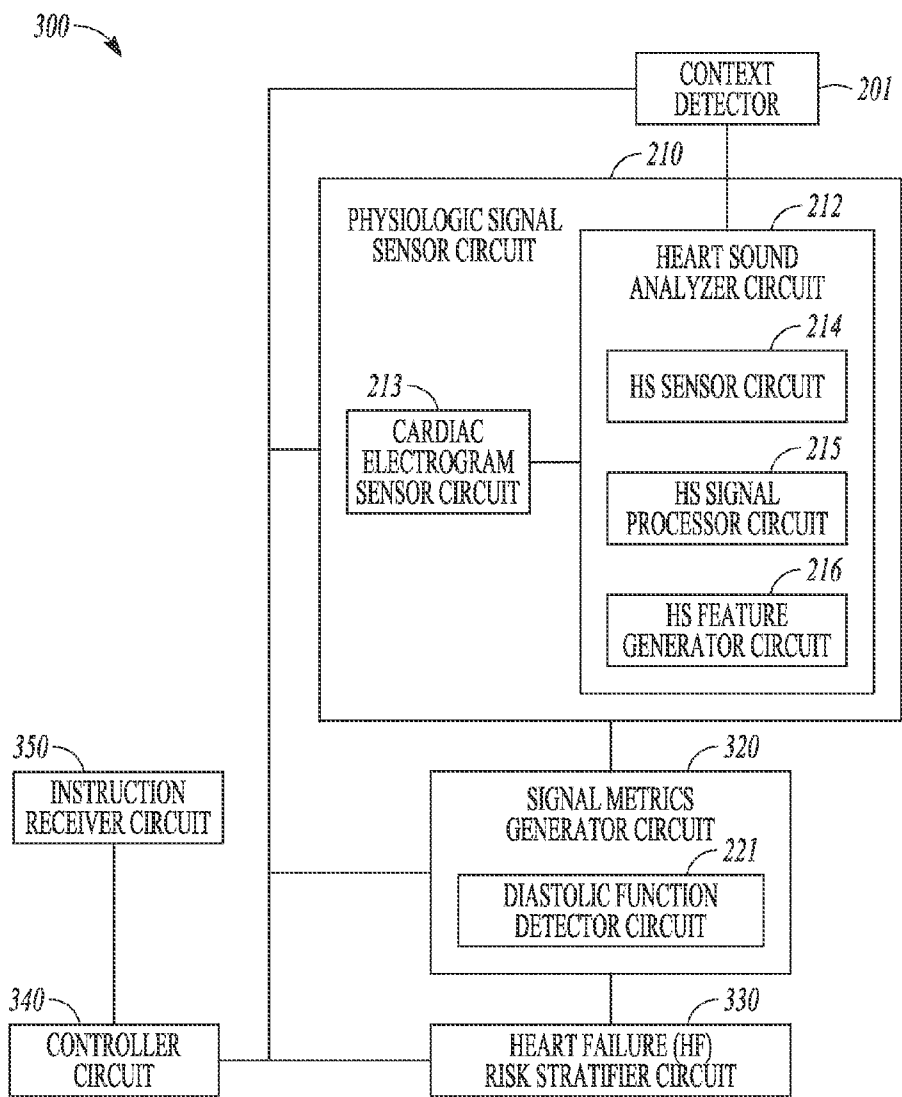 300
CONTEXT
DETECTOR
201
210
PHYSIOLOGIC SIGNAL
SENSOR CIRCUIT
212
HEART SOUND
ANALYZER CIRCUIT
214
HS SENSOR CIRCUIT
213
CARDIAC
ELECTROGRAM
SENSOR CIRCUIT
215
HS SIGNAL
PROCESSOR CIRCUIT
216
HS FEATURE
GENERATOR CIRCUIT
350
INSTRUCTION
RECEIVER CIRCUIT
320
SIGNAL METRICS
GENERATOR CIRCUIT
221
DIASTOLIC FUNCTION
DETECTOR CIRCUIT
340
CONTROLLER
CIRCUIT
330
HEART FAILURE (HF)
RISK STRATIFIER CIRCUIT